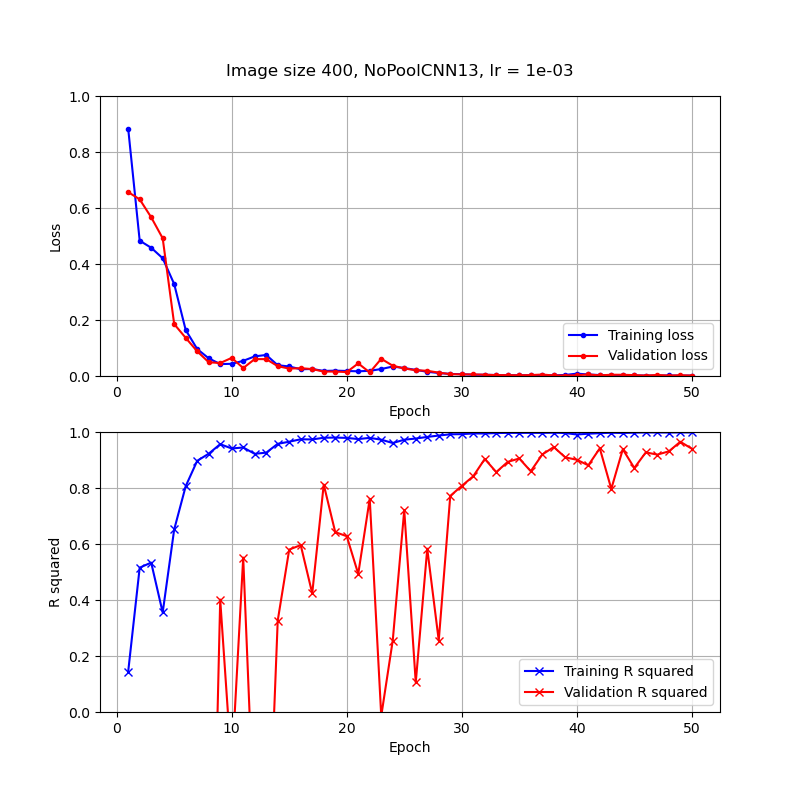 Image size 400, NoPoolCNN13, lr = 1e-03
1.0
0.8
0.6
0.4
0.2
0.0
Loss
Training loss
Validation loss
0 10 20 30 40 50
Epoch
1.0
0.8
0.6
0.4
0.2
0.0
R squared
Training R squared
Validation R squared
0 10 20 30 40 50
Epoch